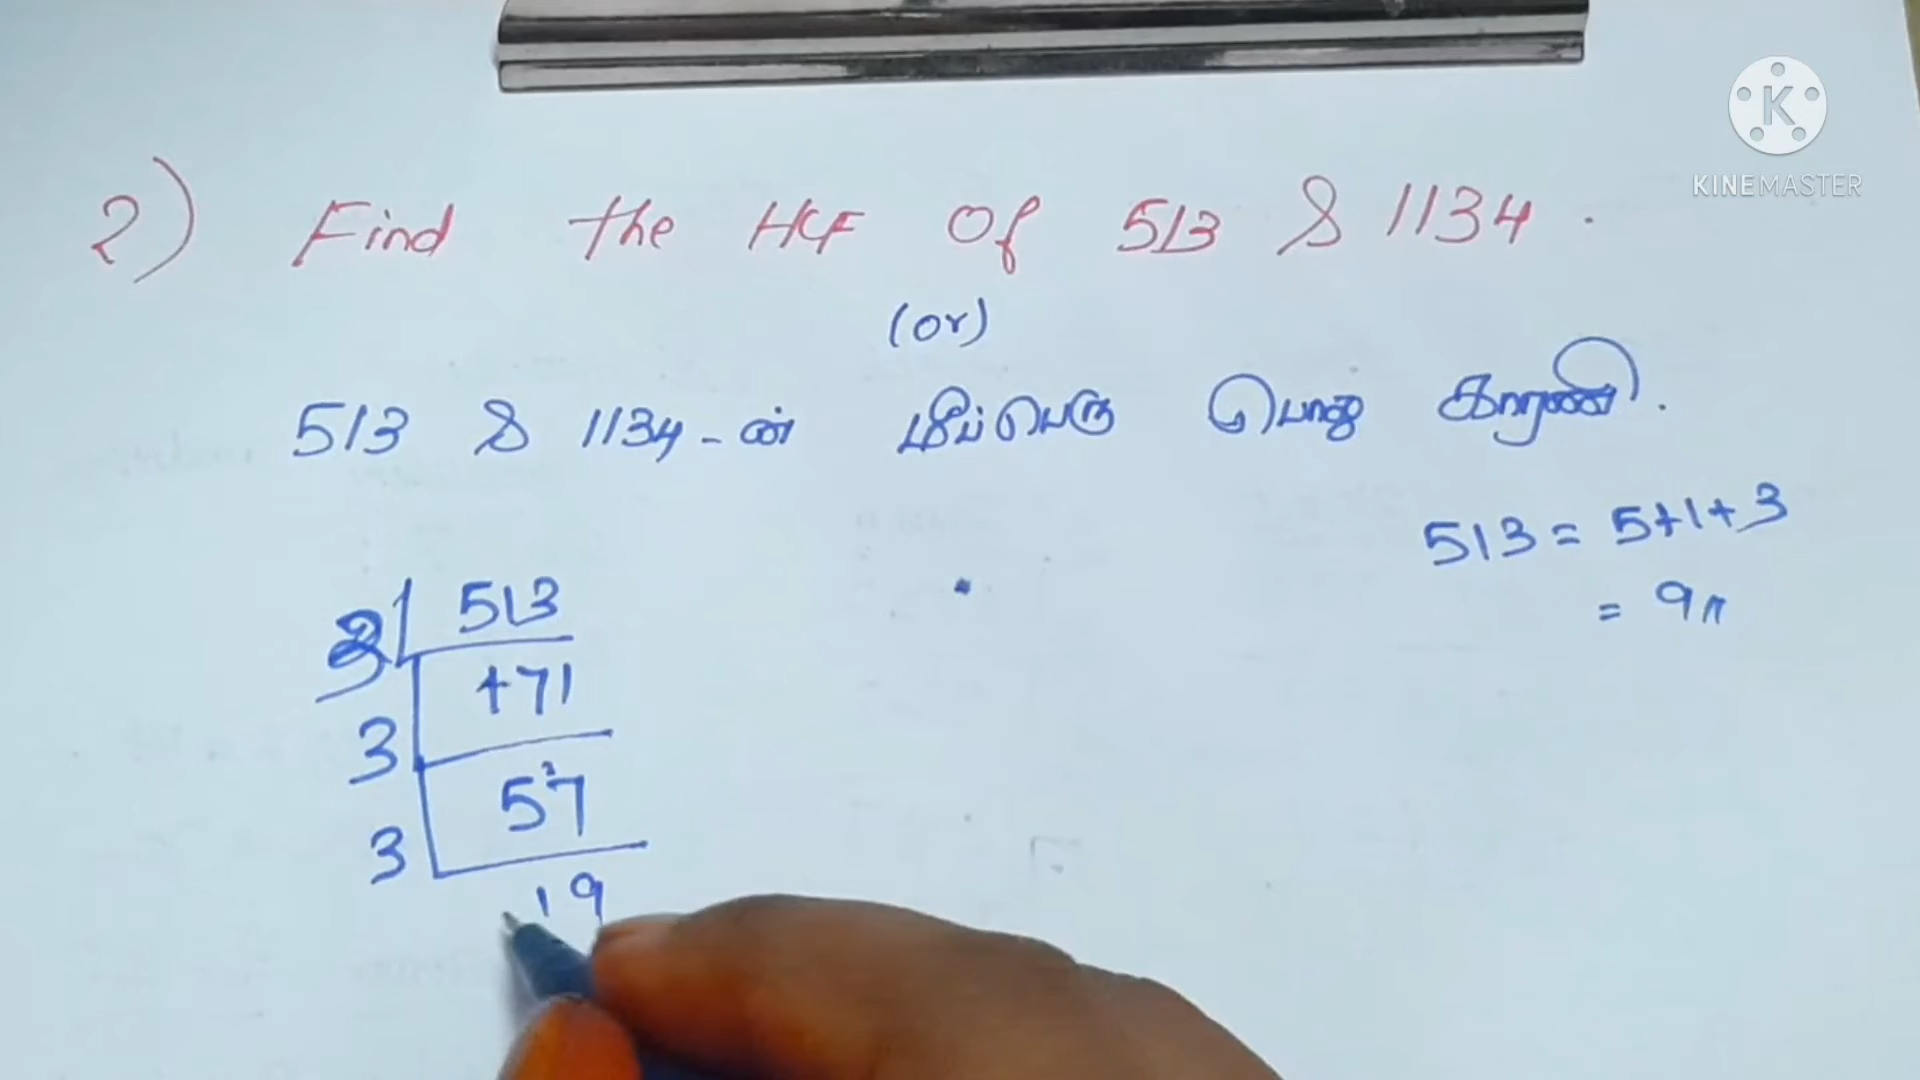 KINEMASTER
2) Find the HCF Of 513 & 1134.
(or)
513 & 1134-ன் மீப்பெரு பொது காரணி.
513 = 5+1+3
= 9
3 513
3 171
3 57
19